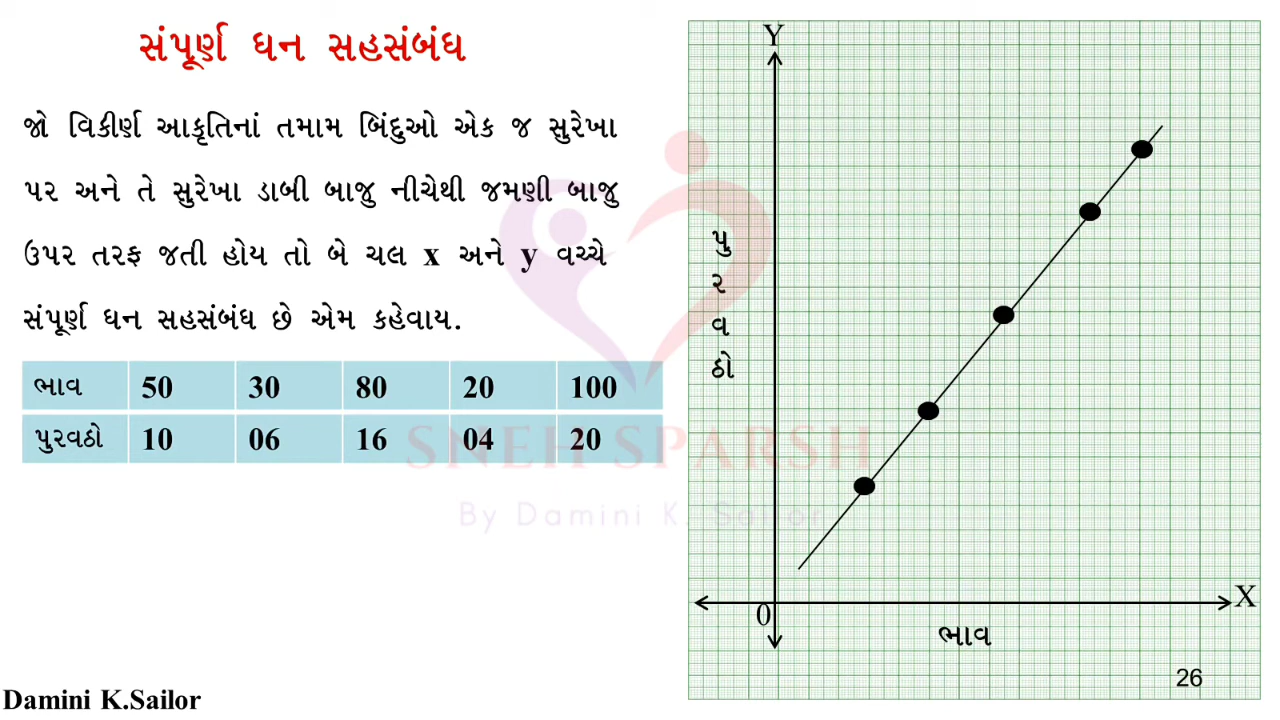 સંપૂર્ણ ધન સહસંબંધ
જો વિકીર્ણ આકૃતિનાં તમામ બિંદુઓ એક જ સુરેખા
પર અને તે સુરેખા ડાબી બાજુ નીચેથી જમણી બાજુ
ઉપર તરફ જતી હોય તો બે ચલ x અને y વચ્ચે
સંપૂર્ણ ધન સહસંબંધ છે એમ કહેવાય.
ભાવ 50 30 80 20 100
પુરવઠો 10 06 16 04 20
SNEH SPARSH
By Damini K. Sailor
Y
પુ
ર
વ
ઠો
0
X
ભાવ
26
Damini K.Sailor